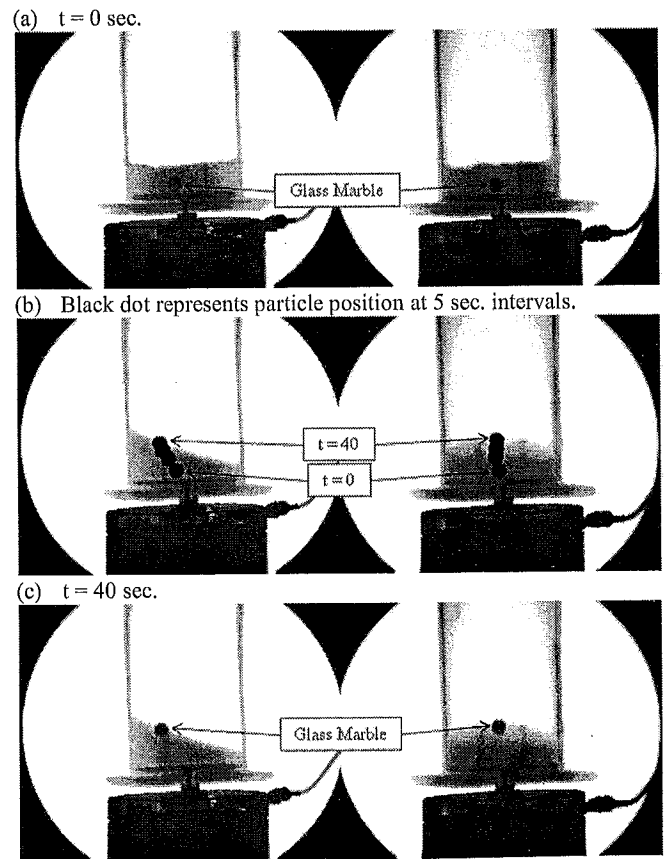 (a) t = 0 sec.
Glass Marble
(b) Black dot represents particle position at 5 sec. intervals.
t = 40
t = 0
(c) t = 40 sec.
Glass Marble